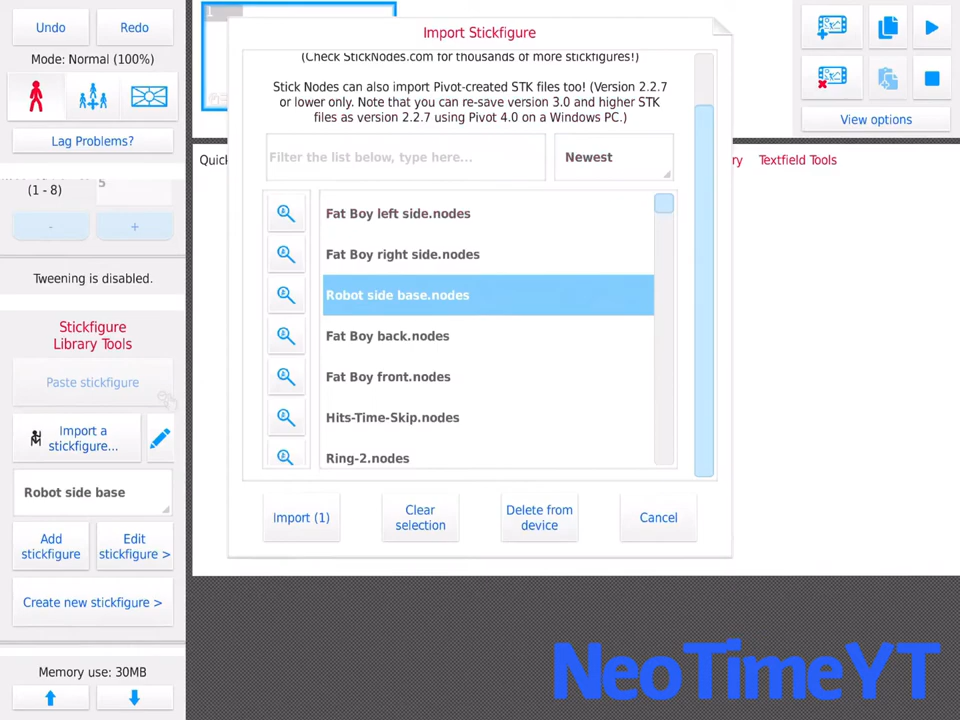 Undo
Redo
Mode: Normal (100%)
Lag Problems?
(1 - 8)
5
-
+
Tweening is disabled.
Stickfigure
Library Tools
Paste stickfigure
Import a
stickfigure...
Robot side base
Add
stickfigure
Edit
stickfigure >
Create new stickfigure >
Memory use: 30MB
1
Import Stickfigure
(Check StickNodes.com for thousands of more stickfigures!)
Stick Nodes can also import Pivot-created STK files too! (Version 2.2.7
or lower only. Note that you can re-save version 3.0 and higher STK
files as version 2.2.7 using Pivot 4.0 on a Windows PC.)
Filter the list below, type here...
Newest
Fat Boy left side.nodes
Fat Boy right side.nodes
Robot side base.nodes
Fat Boy back.nodes
Fat Boy front.nodes
Hits-Time-Skip.nodes
Ring-2.nodes
Import (1)
Clear
selection
Delete from
device
Cancel
View options
Textfield Tools
NeoTimeYT